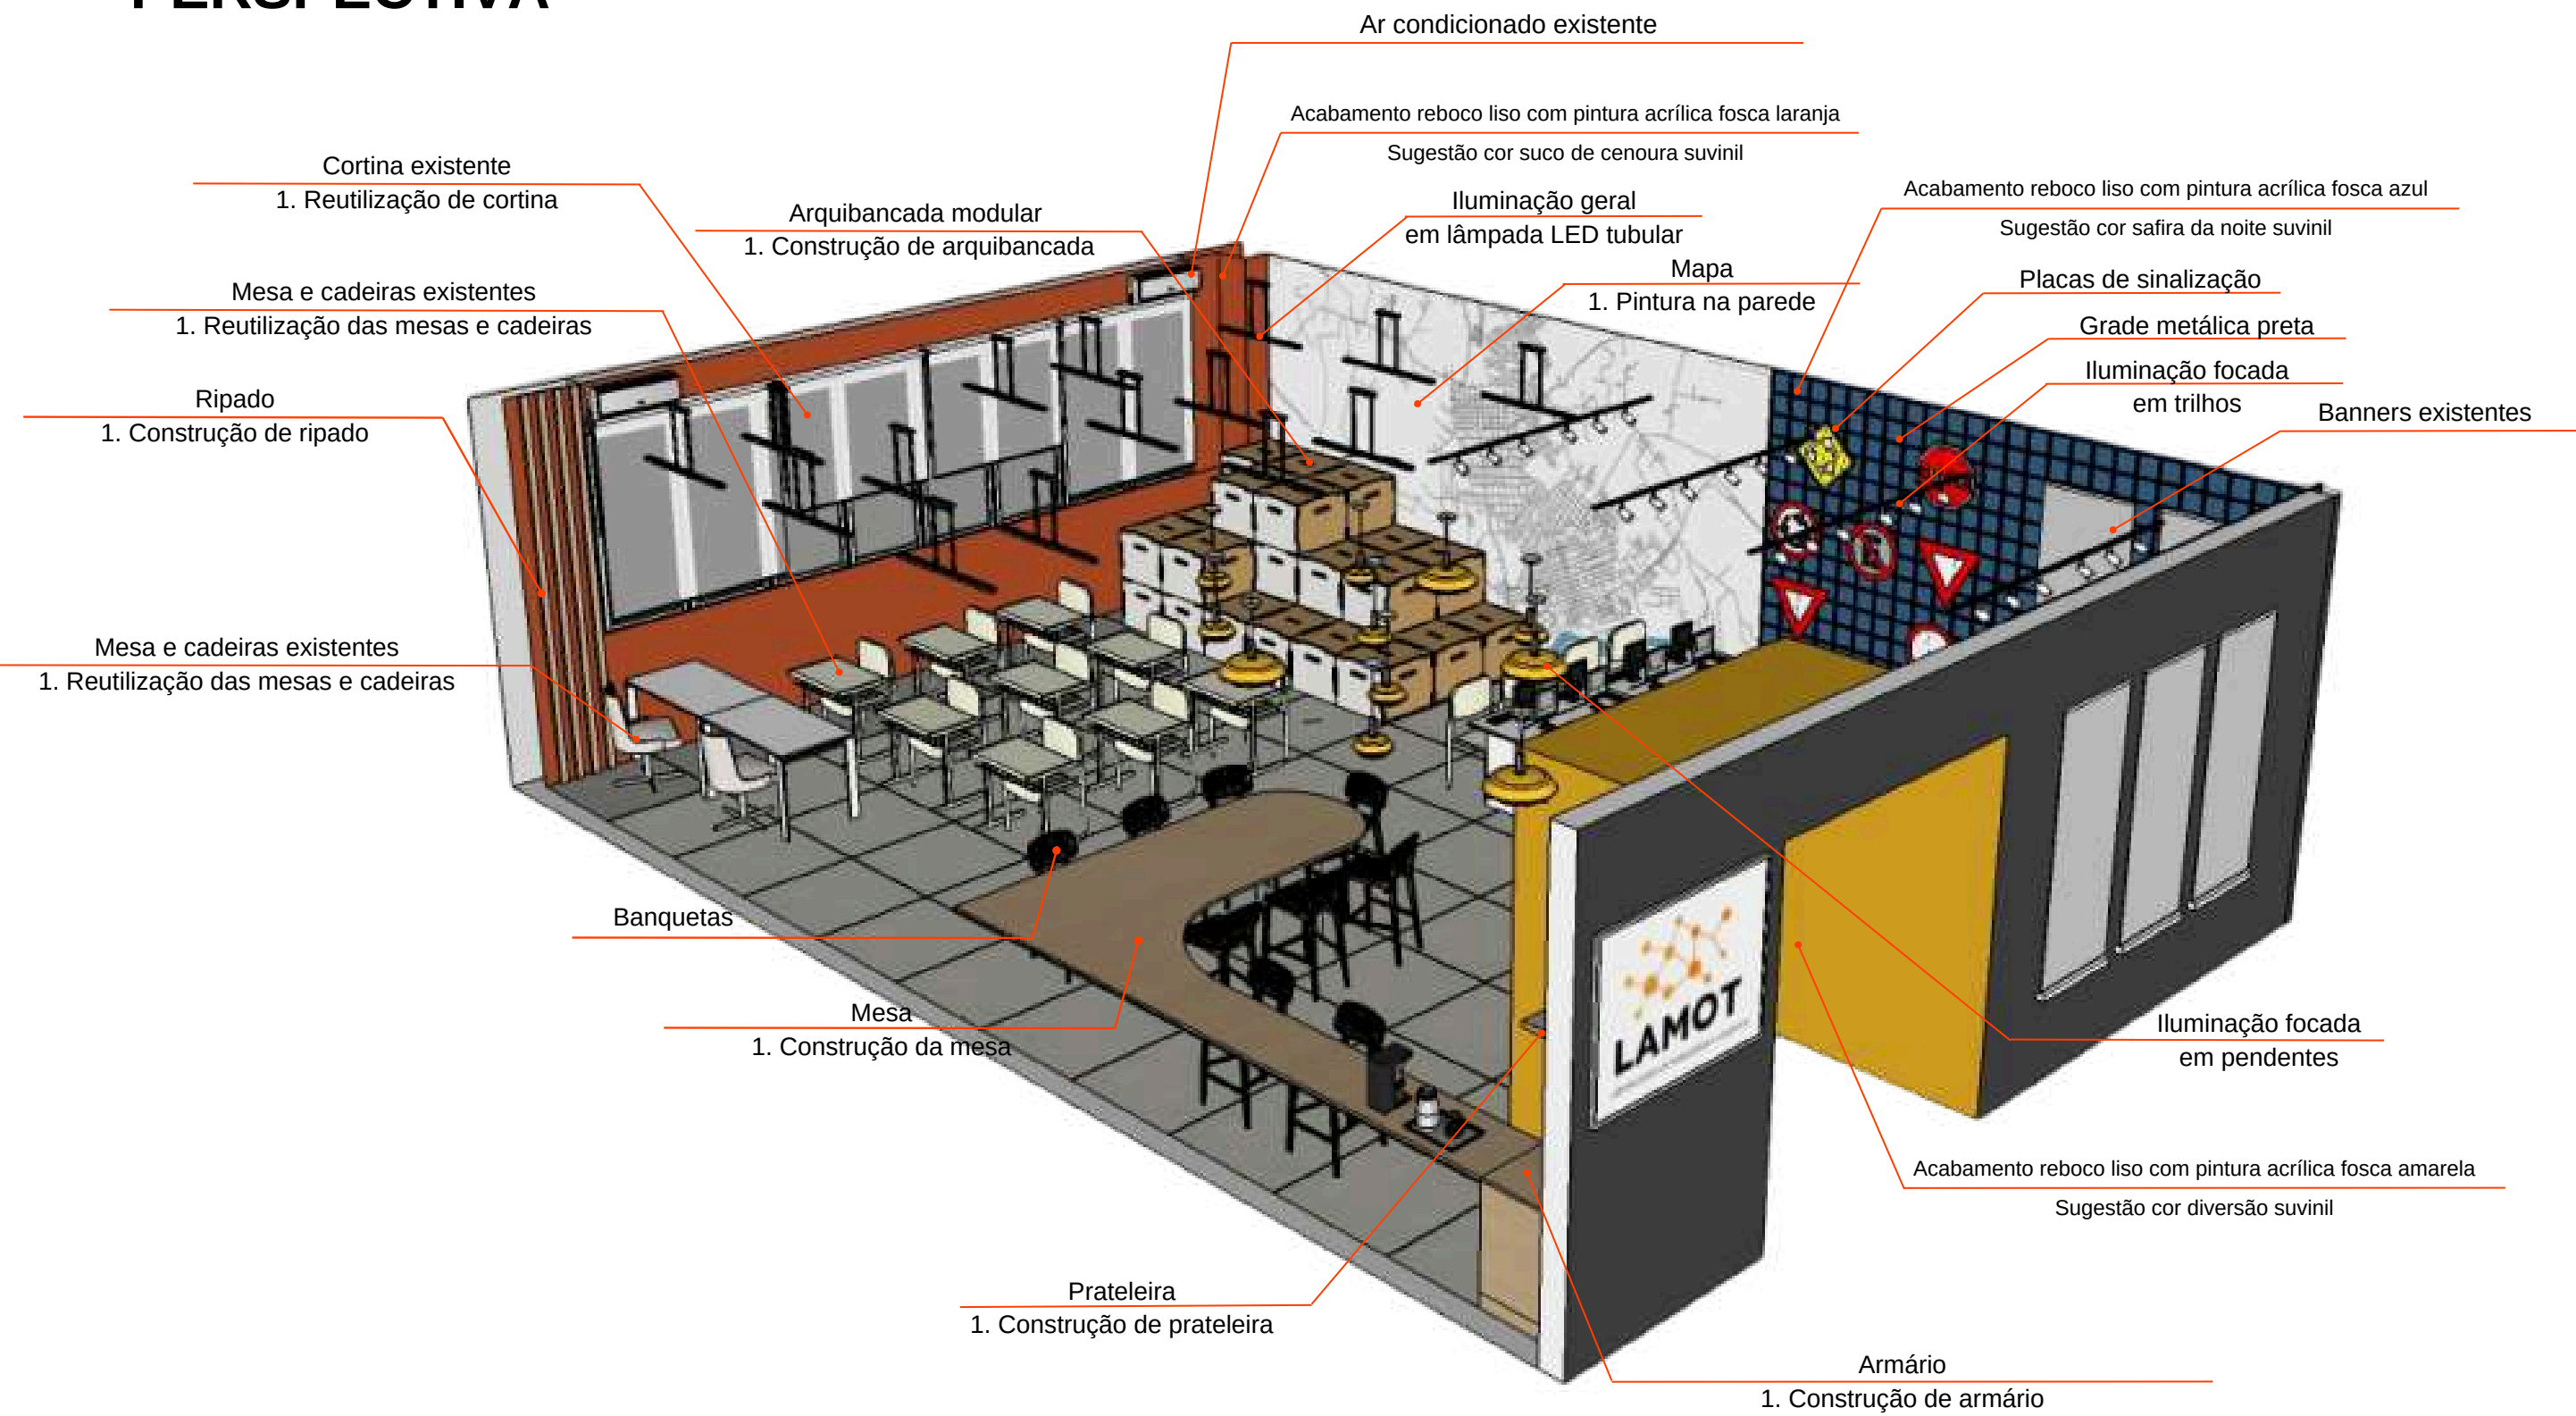 PERSPECTIVA
Ar condicionado existente
Acabamento reboco liso com pintura acrílica fosca laranja
Sugestão cor suco de cenoura suvinil
Cortina existente
1. Reutilização de cortina
Arquibancada modular
1. Construção de arquibancada
Iluminação geral
em lâmpada LED tubular
Acabamento reboco liso com pintura acrílica fosca azul
Sugestão cor safira da noite suvinil
Mapa
1. Pintura na parede
Placas de sinalização
Mesa e cadeiras existentes
1. Reutilização das mesas e cadeiras
Grade metálica preta
Iluminação focada
em trilhos
Banners existentes
Ripado
1. Construção de ripado
Mesa e cadeiras existentes
1. Reutilização das mesas e cadeiras
Banquetas
Mesa
1. Construção da mesa
LAMOT
Iluminação focada
em pendentes
Acabamento reboco liso com pintura acrílica fosca amarela
Sugestão cor diversão suvinil
Prateleira
1. Construção de prateleira
Armário
1. Construção de armário